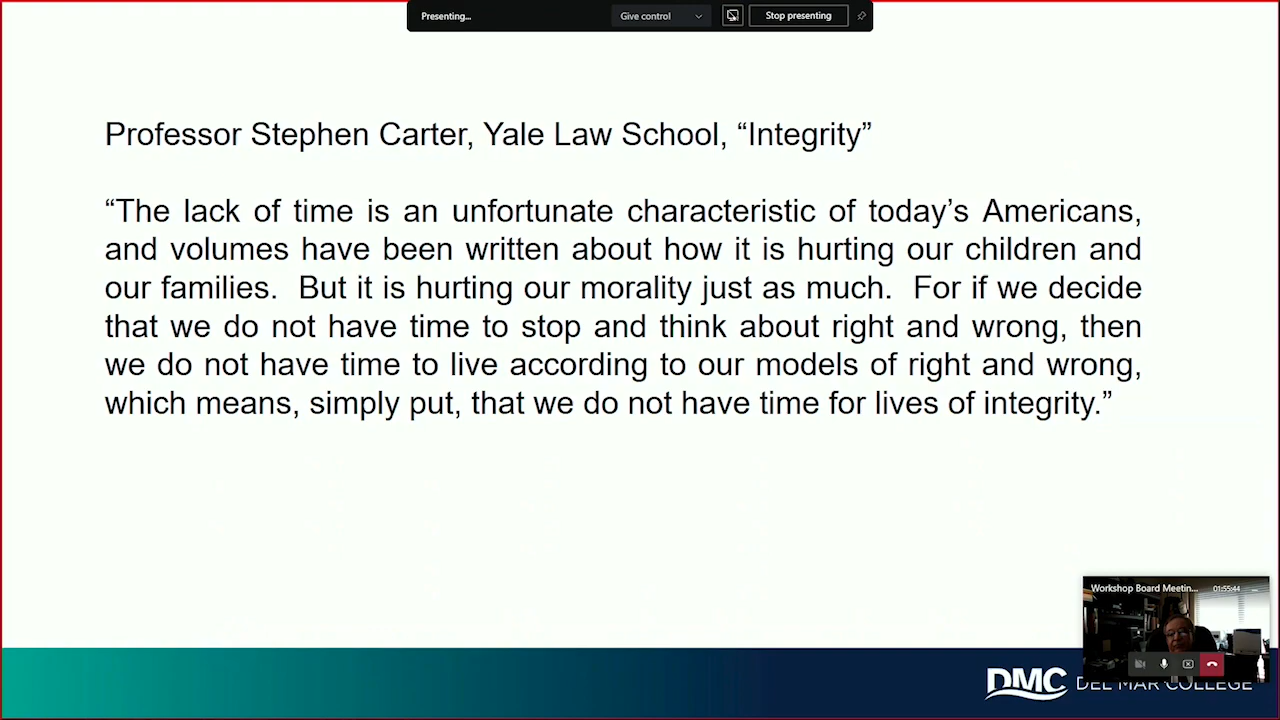 Presenting...
Give control
Stop presenting
Professor Stephen Carter, Yale Law School, “Integrity”
“The lack of time is an unfortunate characteristic of today’s Americans,
and volumes have been written about how it is hurting our children and
our families.  But it is hurting our morality just as much.  For if we decide
that we do not have time to stop and think about right and wrong, then
we do not have time to live according to our models of right and wrong,
which means, simply put, that we do not have time for lives of integrity.”
Workshop Board Meetin...
01:55:44
DMC DEL MAR COLLEGE